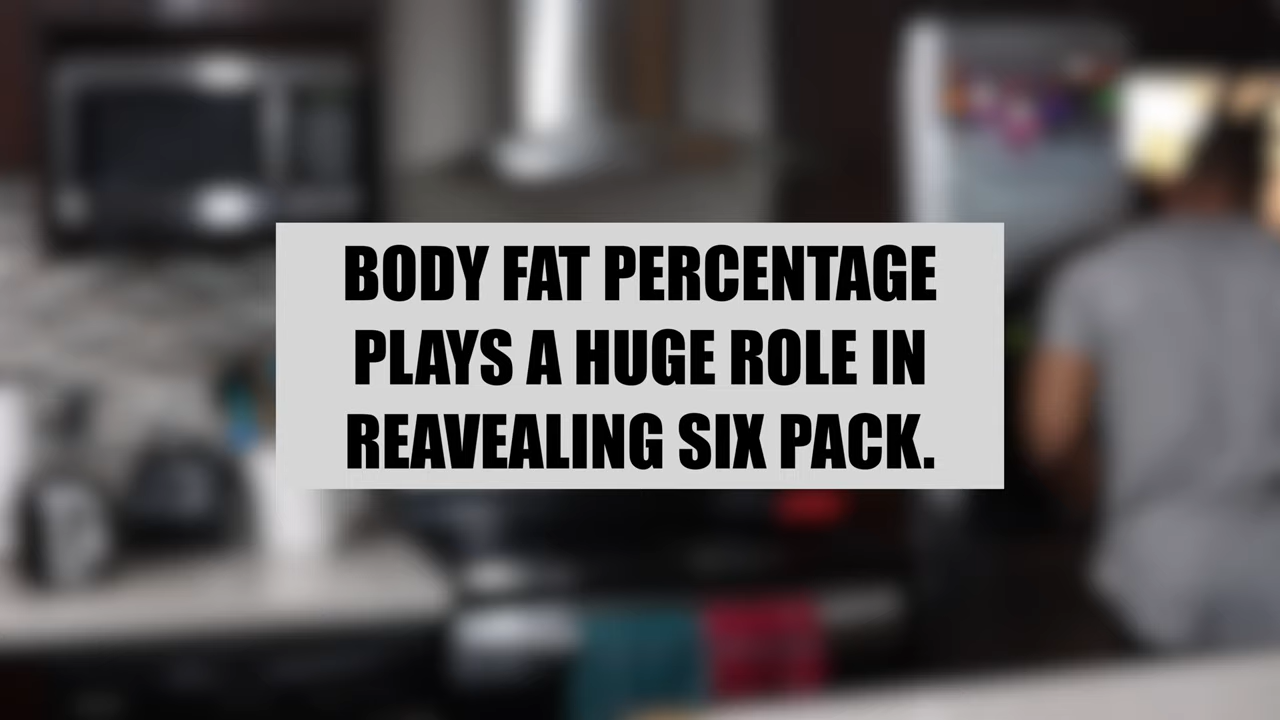 BODY FAT PERCENTAGE
PLAYS A HUGE ROLE IN
REAVEALING SIX PACK.